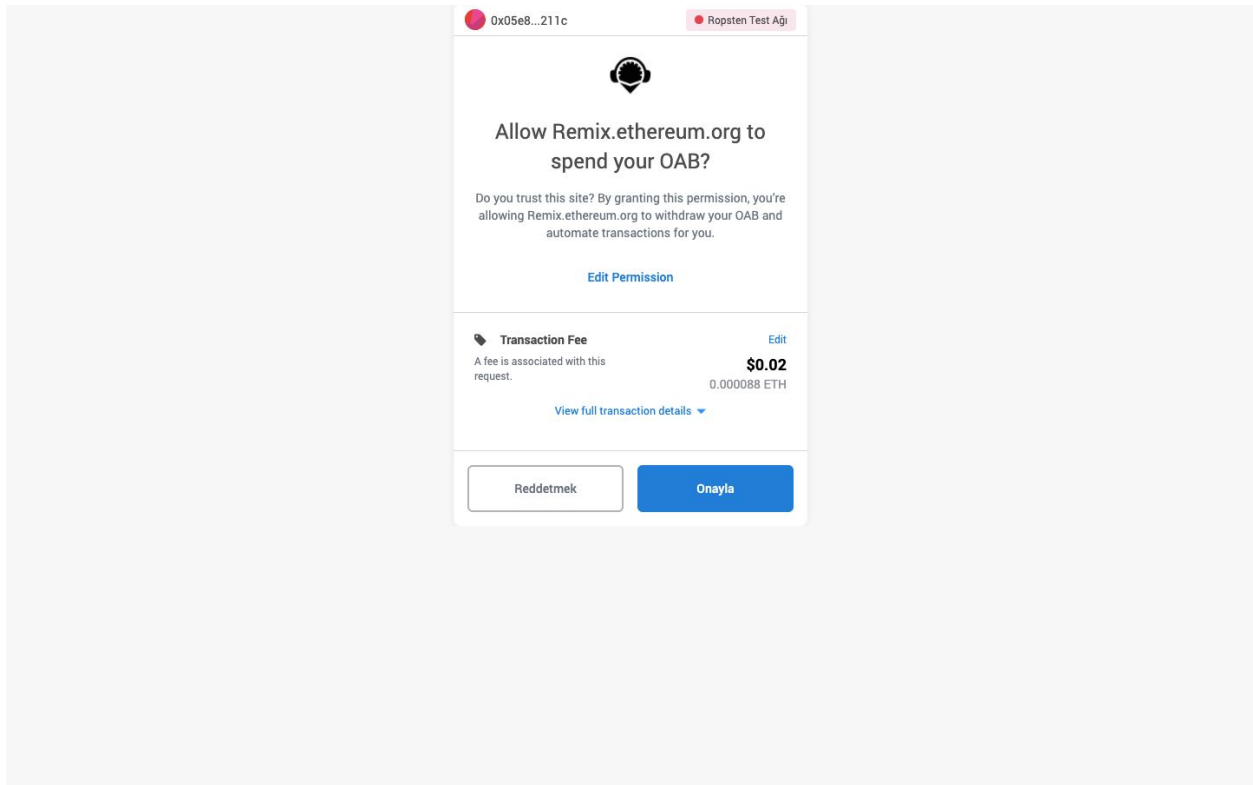 0x05e8...211c
Ropsten Test Ağı
Allow Remix.ethereum.org to
spend your OAB?
Do you trust this site? By granting this permission, you're
allowing Remix.ethereum.org to withdraw your OAB and
automate transactions for you.
Edit Permission
Transaction Fee
Edit
A fee is associated with this
request.
$0.02
0.000088 ETH
View full transaction details
Reddetmek
Onayla